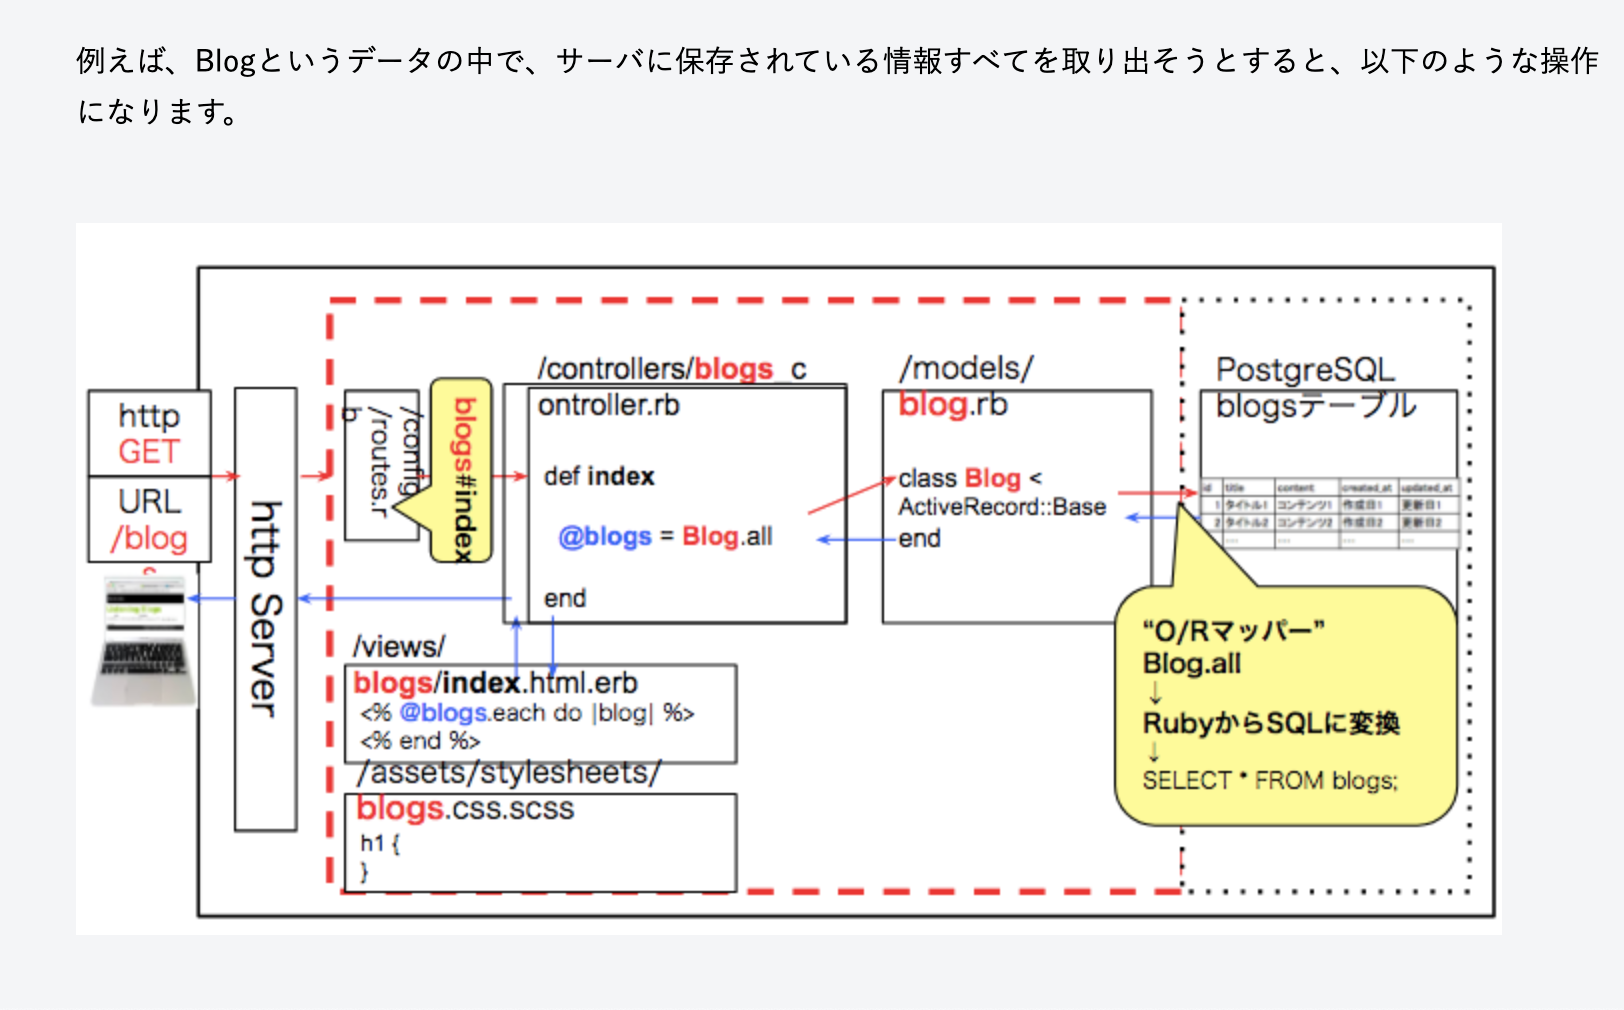 例えば、Blogというデータの中で、サーバに保存されている情報すべてを取り出そうとすると、以下のような操作
になります。
http
GET
URL
/blog
s
http Server
/config
/routes.r
b
blogs#index
/controllers/blogs_c
ontroller.rb
def index
@blogs = Blog.all
end
/models/
blog.rb
class Blog <
ActiveRecord::Base
end
PostgreSQL
blogsテーブル
id title content created_at updated_at
1 タイトル1 コンテンツ1 作成日1 更新日1
2 タイトル2 コンテンツ2 作成日2 更新日2
.... .... .... ....
/views/
blogs/index.html.erb
<% @blogs.each do |blog| %>
<% end %>
/assets/stylesheets/
blogs.css.scss
h1 {
}
“O/Rマッパー”
Blog.all
↓
RubyからSQLに変換
↓
SELECT * FROM blogs;